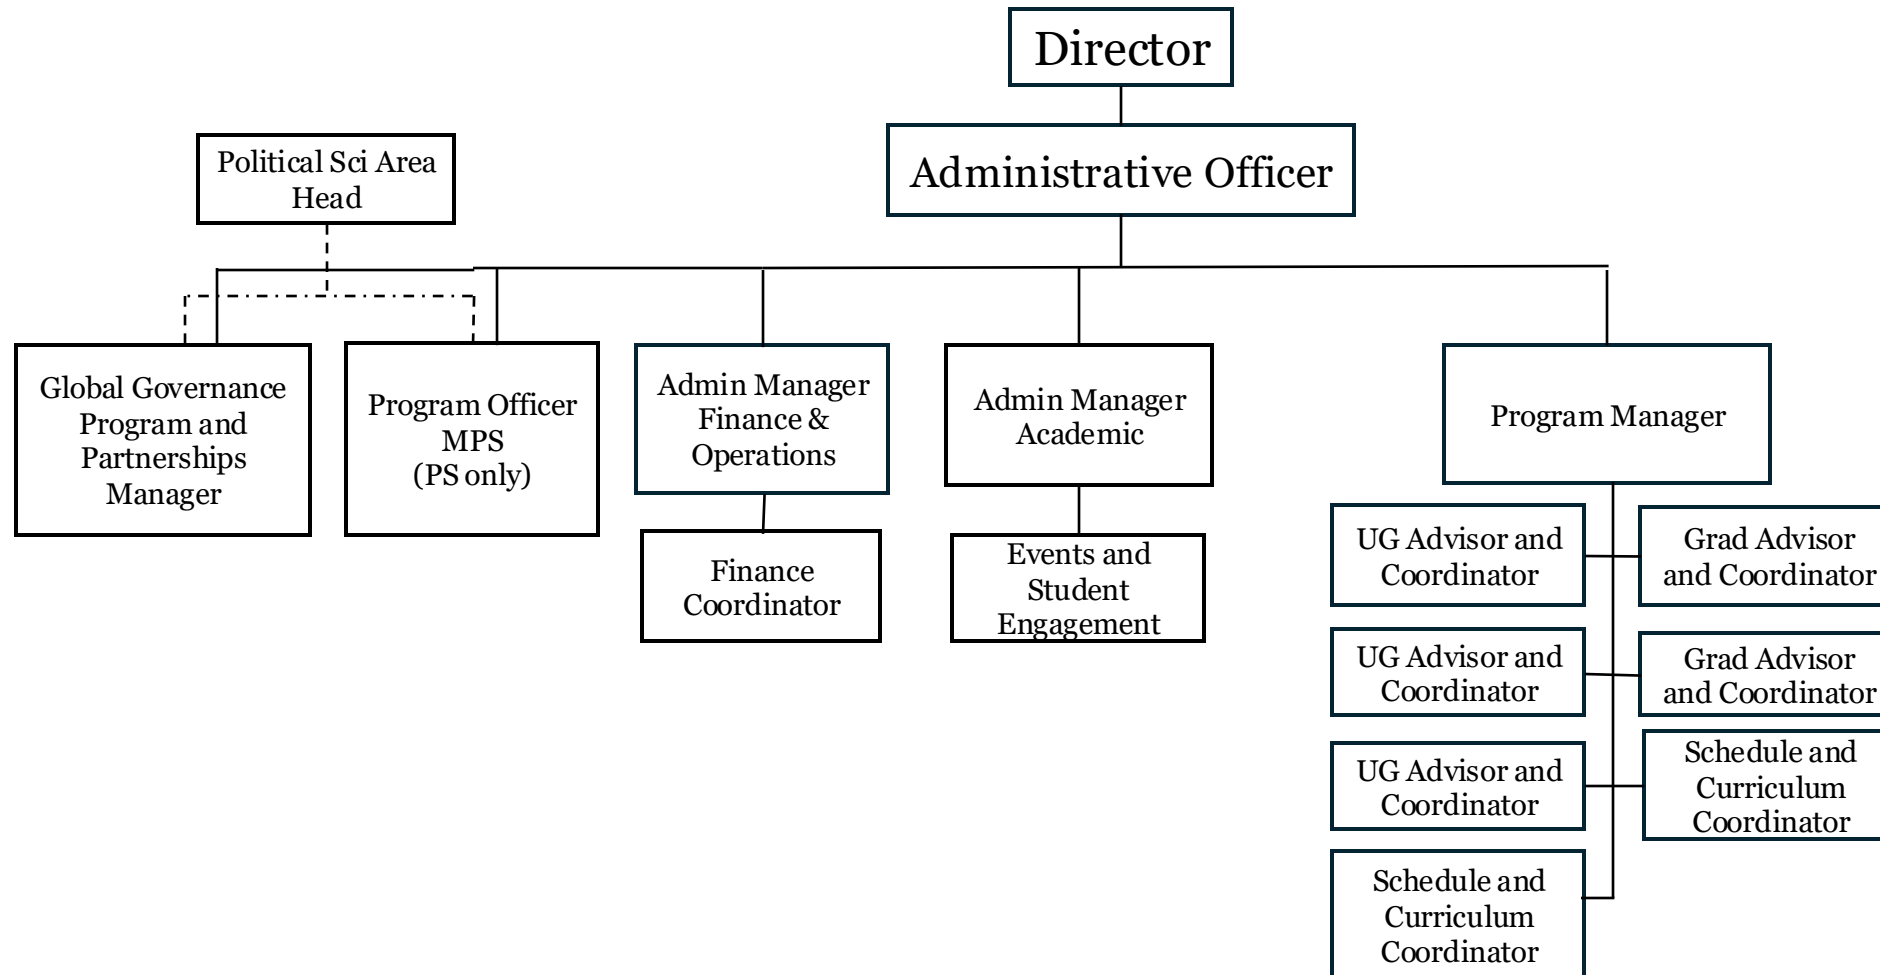 Director
Administrative Officer
Political Sci Area
Head
Global Governance
Program and
Partnerships
Manager
Program Officer
MPS
(PS only)
Admin Manager
Finance &
Operations
Admin Manager
Academic
Program Manager
Finance
Coordinator
Events and
Student
Engagement
UG Advisor and
Coordinator
Grad Advisor
and Coordinator
UG Advisor and
Coordinator
Grad Advisor
and Coordinator
UG Advisor and
Coordinator
Schedule and
Curriculum
Coordinator
Schedule and
Curriculum
Coordinator